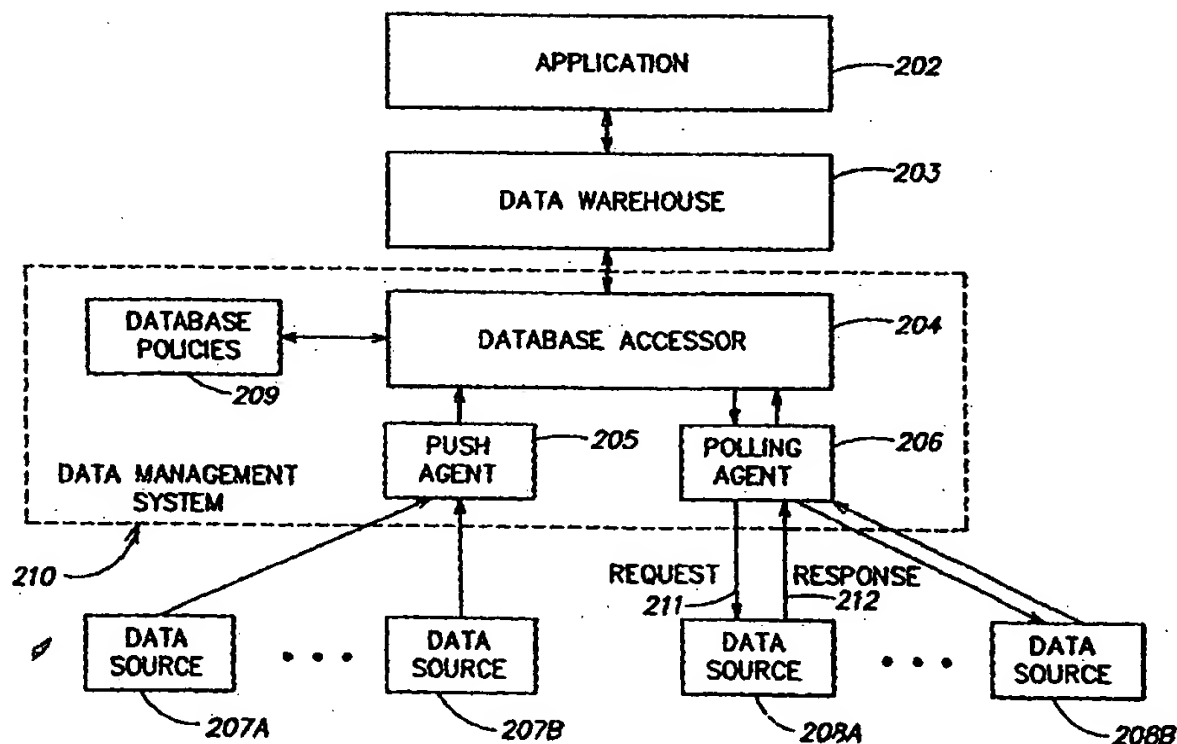 APPLICATION
202
203
DATA WAREHOUSE
DATABASE
POLICIES
209
DATABASE ACCESSOR
204
PUSH
AGENT
205
POLLING
AGENT
206
DATA MANAGEMENT
SYSTEM
210
REQUEST
211
RESPONSE
212
DATA
SOURCE
207A
• • •
DATA
SOURCE
207B
DATA
SOURCE
208A
• • •
DATA
SOURCE
208B